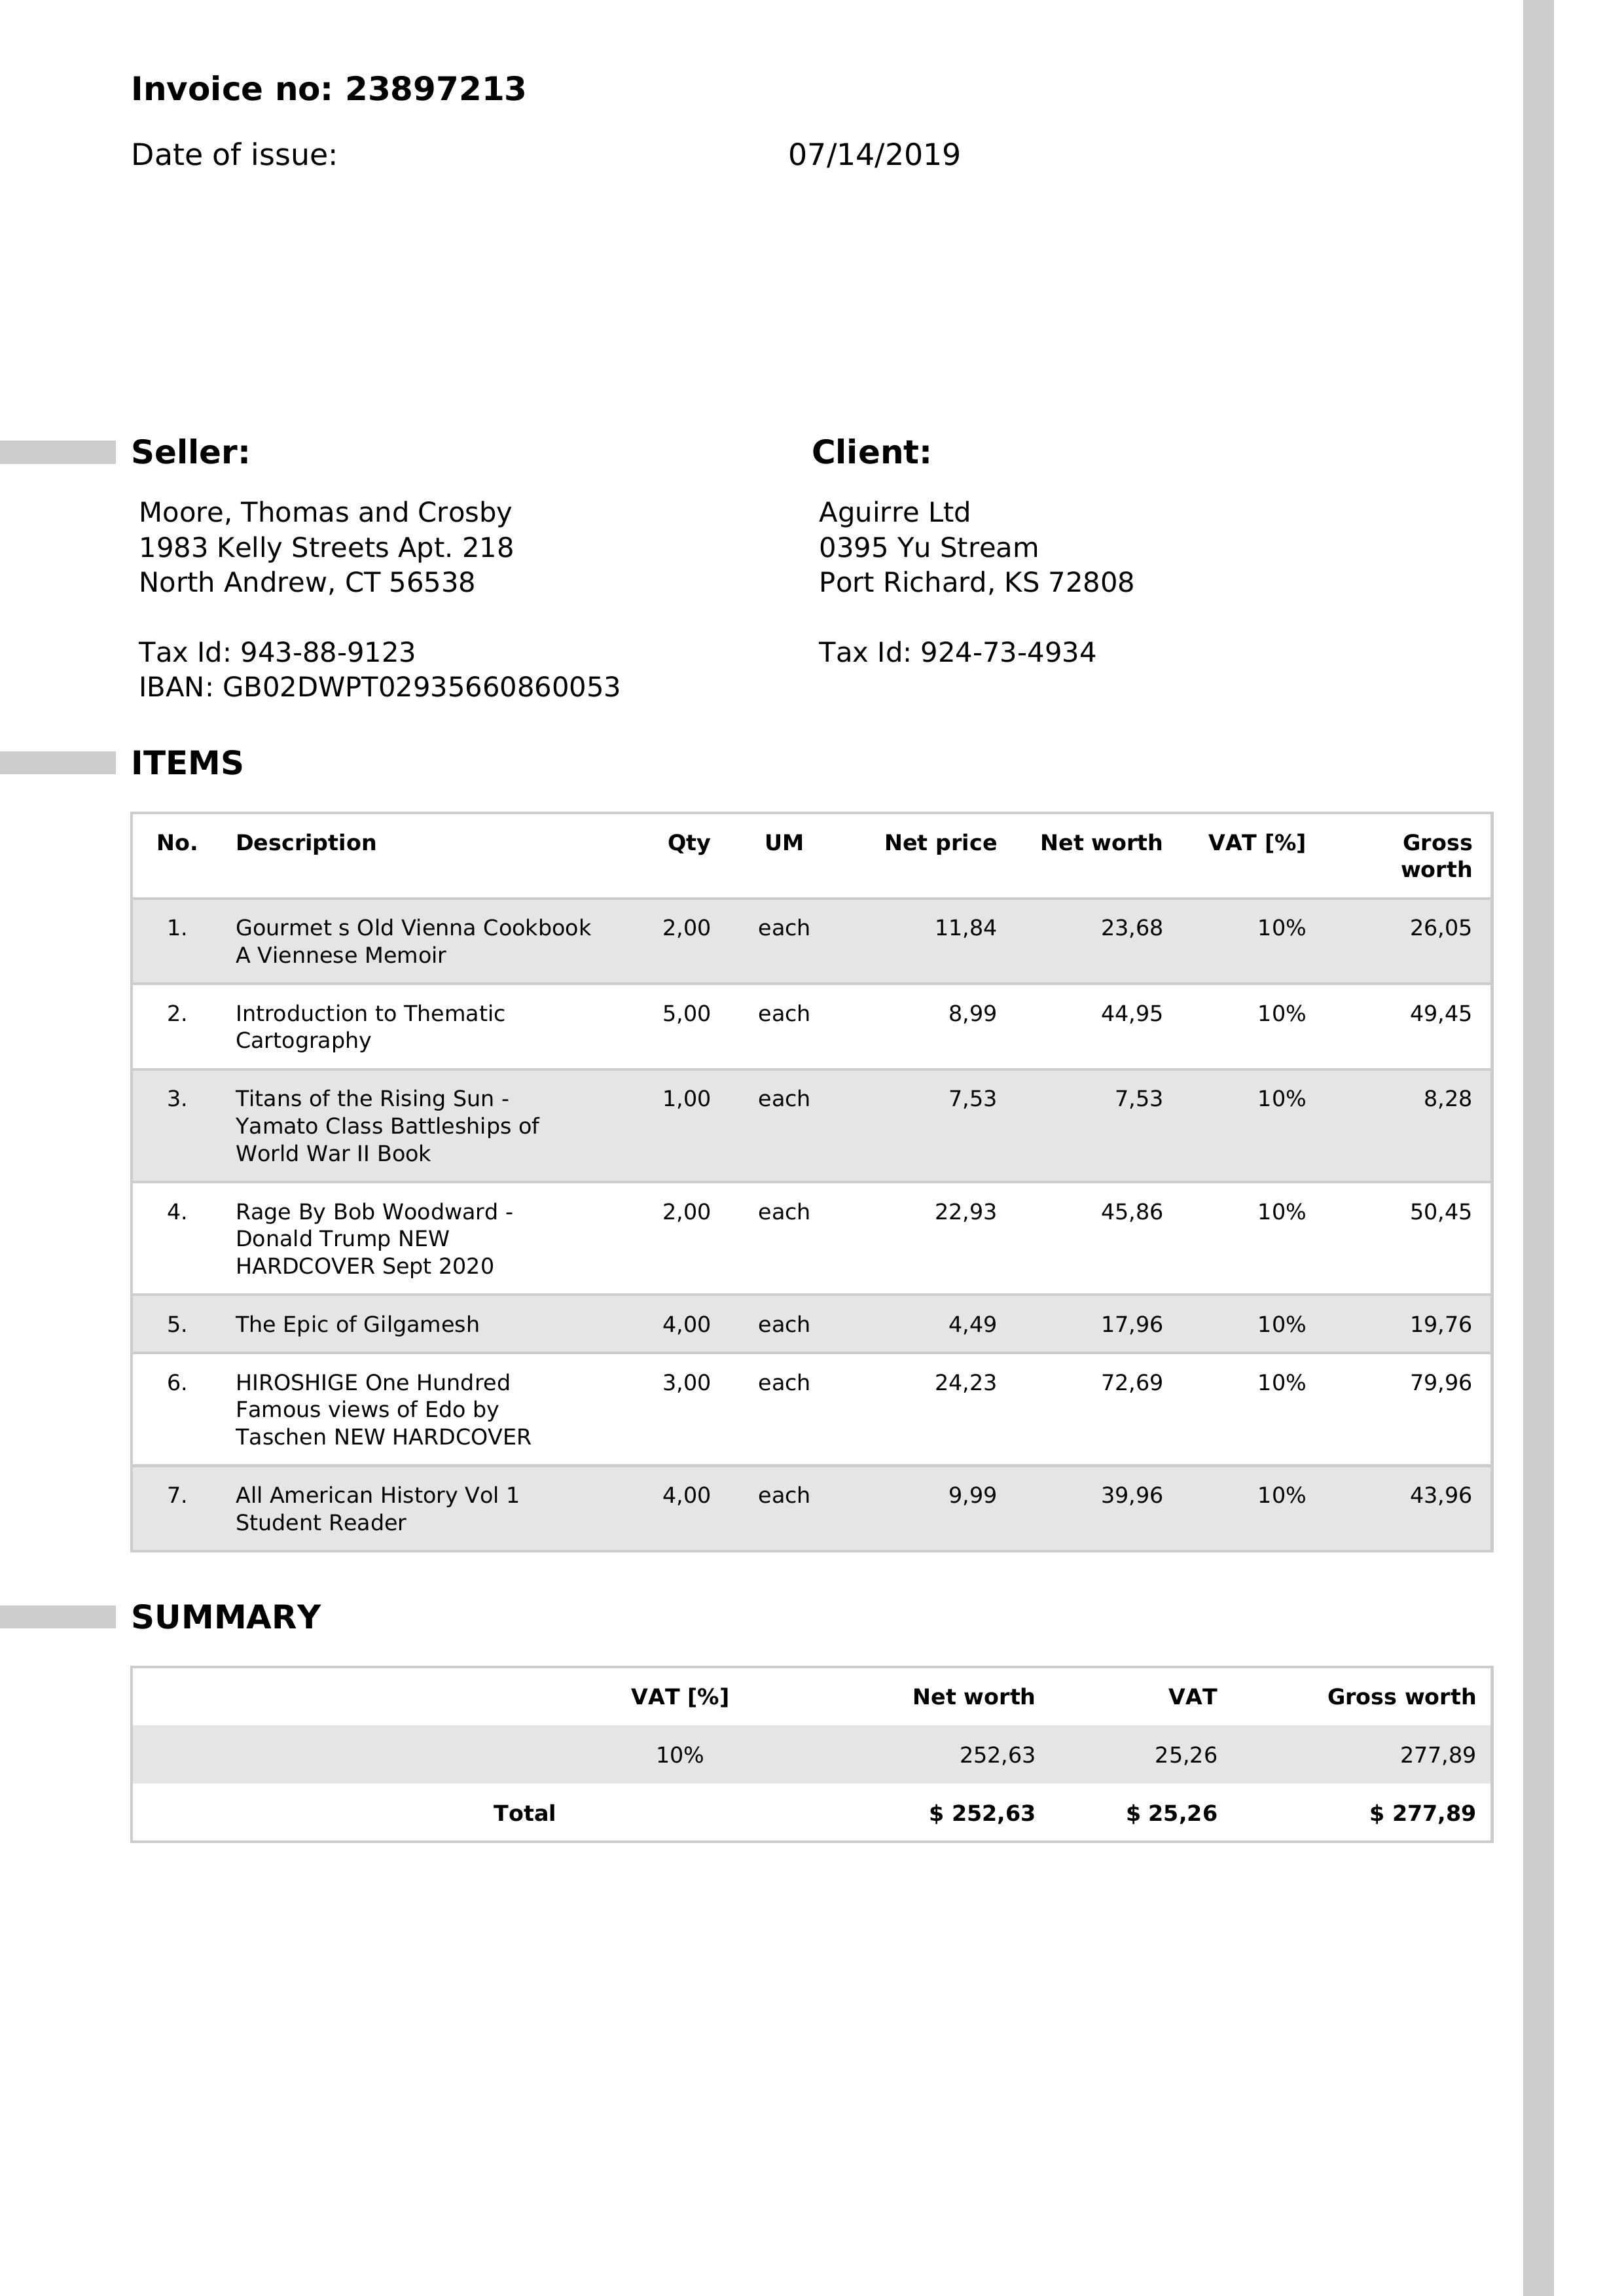 Invoice no: 23897213
Date of issue: 07/14/2019
Seller:
Moore, Thomas and Crosby
1983 Kelly Streets Apt. 218
North Andrew, CT 56538
Tax Id: 943-88-9123
IBAN: GB02DWPT02935660860053
Client:
Aguirre Ltd
0395 Yu Stream
Port Richard, KS 72808
Tax Id: 924-73-4934
ITEMS
No. Description Qty UM Net price Net worth VAT [%] Gross
worth
1. Gourmet s Old Vienna Cookbook 2,00 each 11,84 23,68 10% 26,05
A Viennese Memoir
2. Introduction to Thematic 5,00 each 8,99 44,95 10% 49,45
Cartography
3. Titans of the Rising Sun - 1,00 each 7,53 7,53 10% 8,28
Yamato Class Battleships of
World War II Book
4. Rage By Bob Woodward - 2,00 each 22,93 45,86 10% 50,45
Donald Trump NEW
HARDCOVER Sept 2020
5. The Epic of Gilgamesh 4,00 each 4,49 17,96 10% 19,76
6. HIROSHIGE One Hundred 3,00 each 24,23 72,69 10% 79,96
Famous views of Edo by
Taschen NEW HARDCOVER
7. All American History Vol 1 4,00 each 9,99 39,96 10% 43,96
Student Reader
SUMMARY
VAT [%] Net worth VAT Gross worth
10% 252,63 25,26 277,89
Total $ 252,63 $ 25,26 $ 277,89